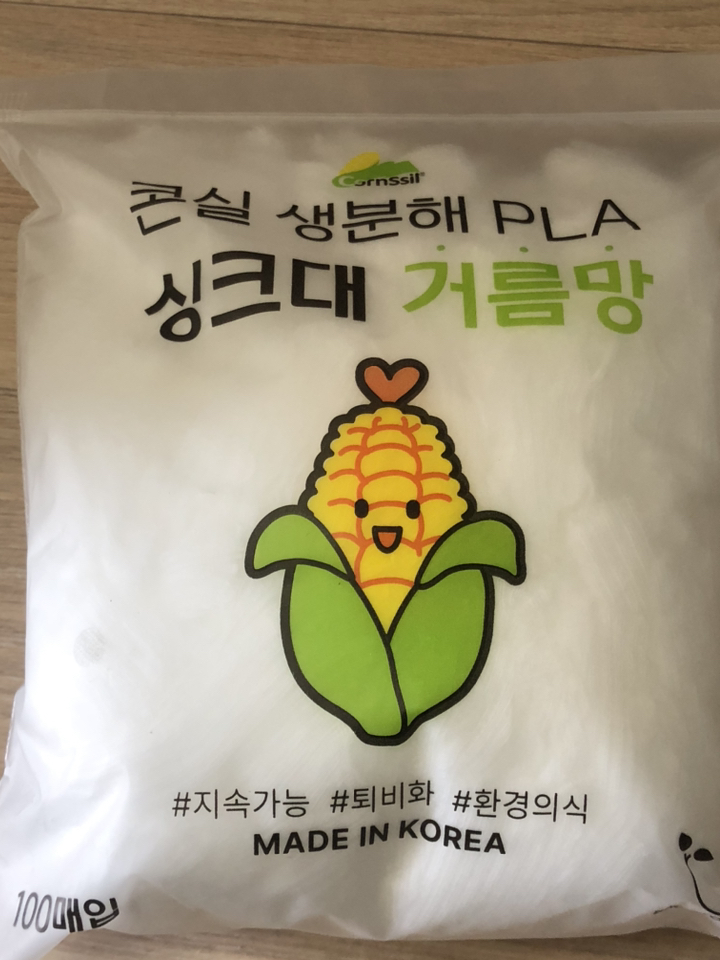 Cornssil®
콘실 생분해 PLA
싱크대 거름망
#지속가능 #퇴비화 #환경의식
MADE IN KOREA
100매입